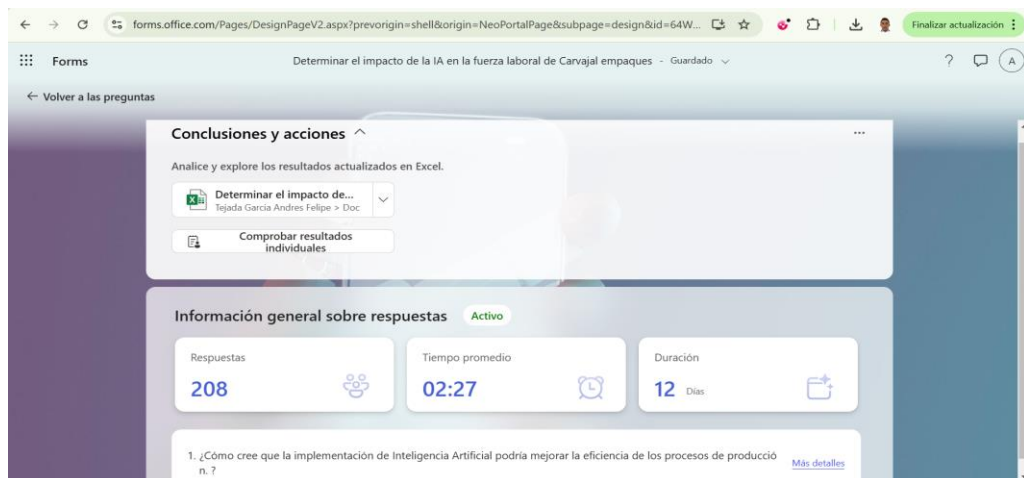 forms.office.com/Pages/DesignPageV2.aspx?prevorigin=shell&origin=NeoPortalPage&subpage=design&id=64W...
Finalizar actualización
Forms
Determinar el impacto de la IA en la fuerza laboral de Carvajal empaques - Guardado
?
A
Volver a las preguntas
Conclusiones y acciones
...
Analice y explore los resultados actualizados en Excel.
Determinar el impacto de...
Tejada Garcia Andres Felipe > Doc
Comprobar resultados
individuales
Información general sobre respuestas
Activo
Respuestas
208
Tiempo promedio
02:27
Duración
12 Días
1. ¿Cómo cree que la implementación de Inteligencia Artificial podría mejorar la eficiencia de los procesos de producció
n. ?
Más detalles